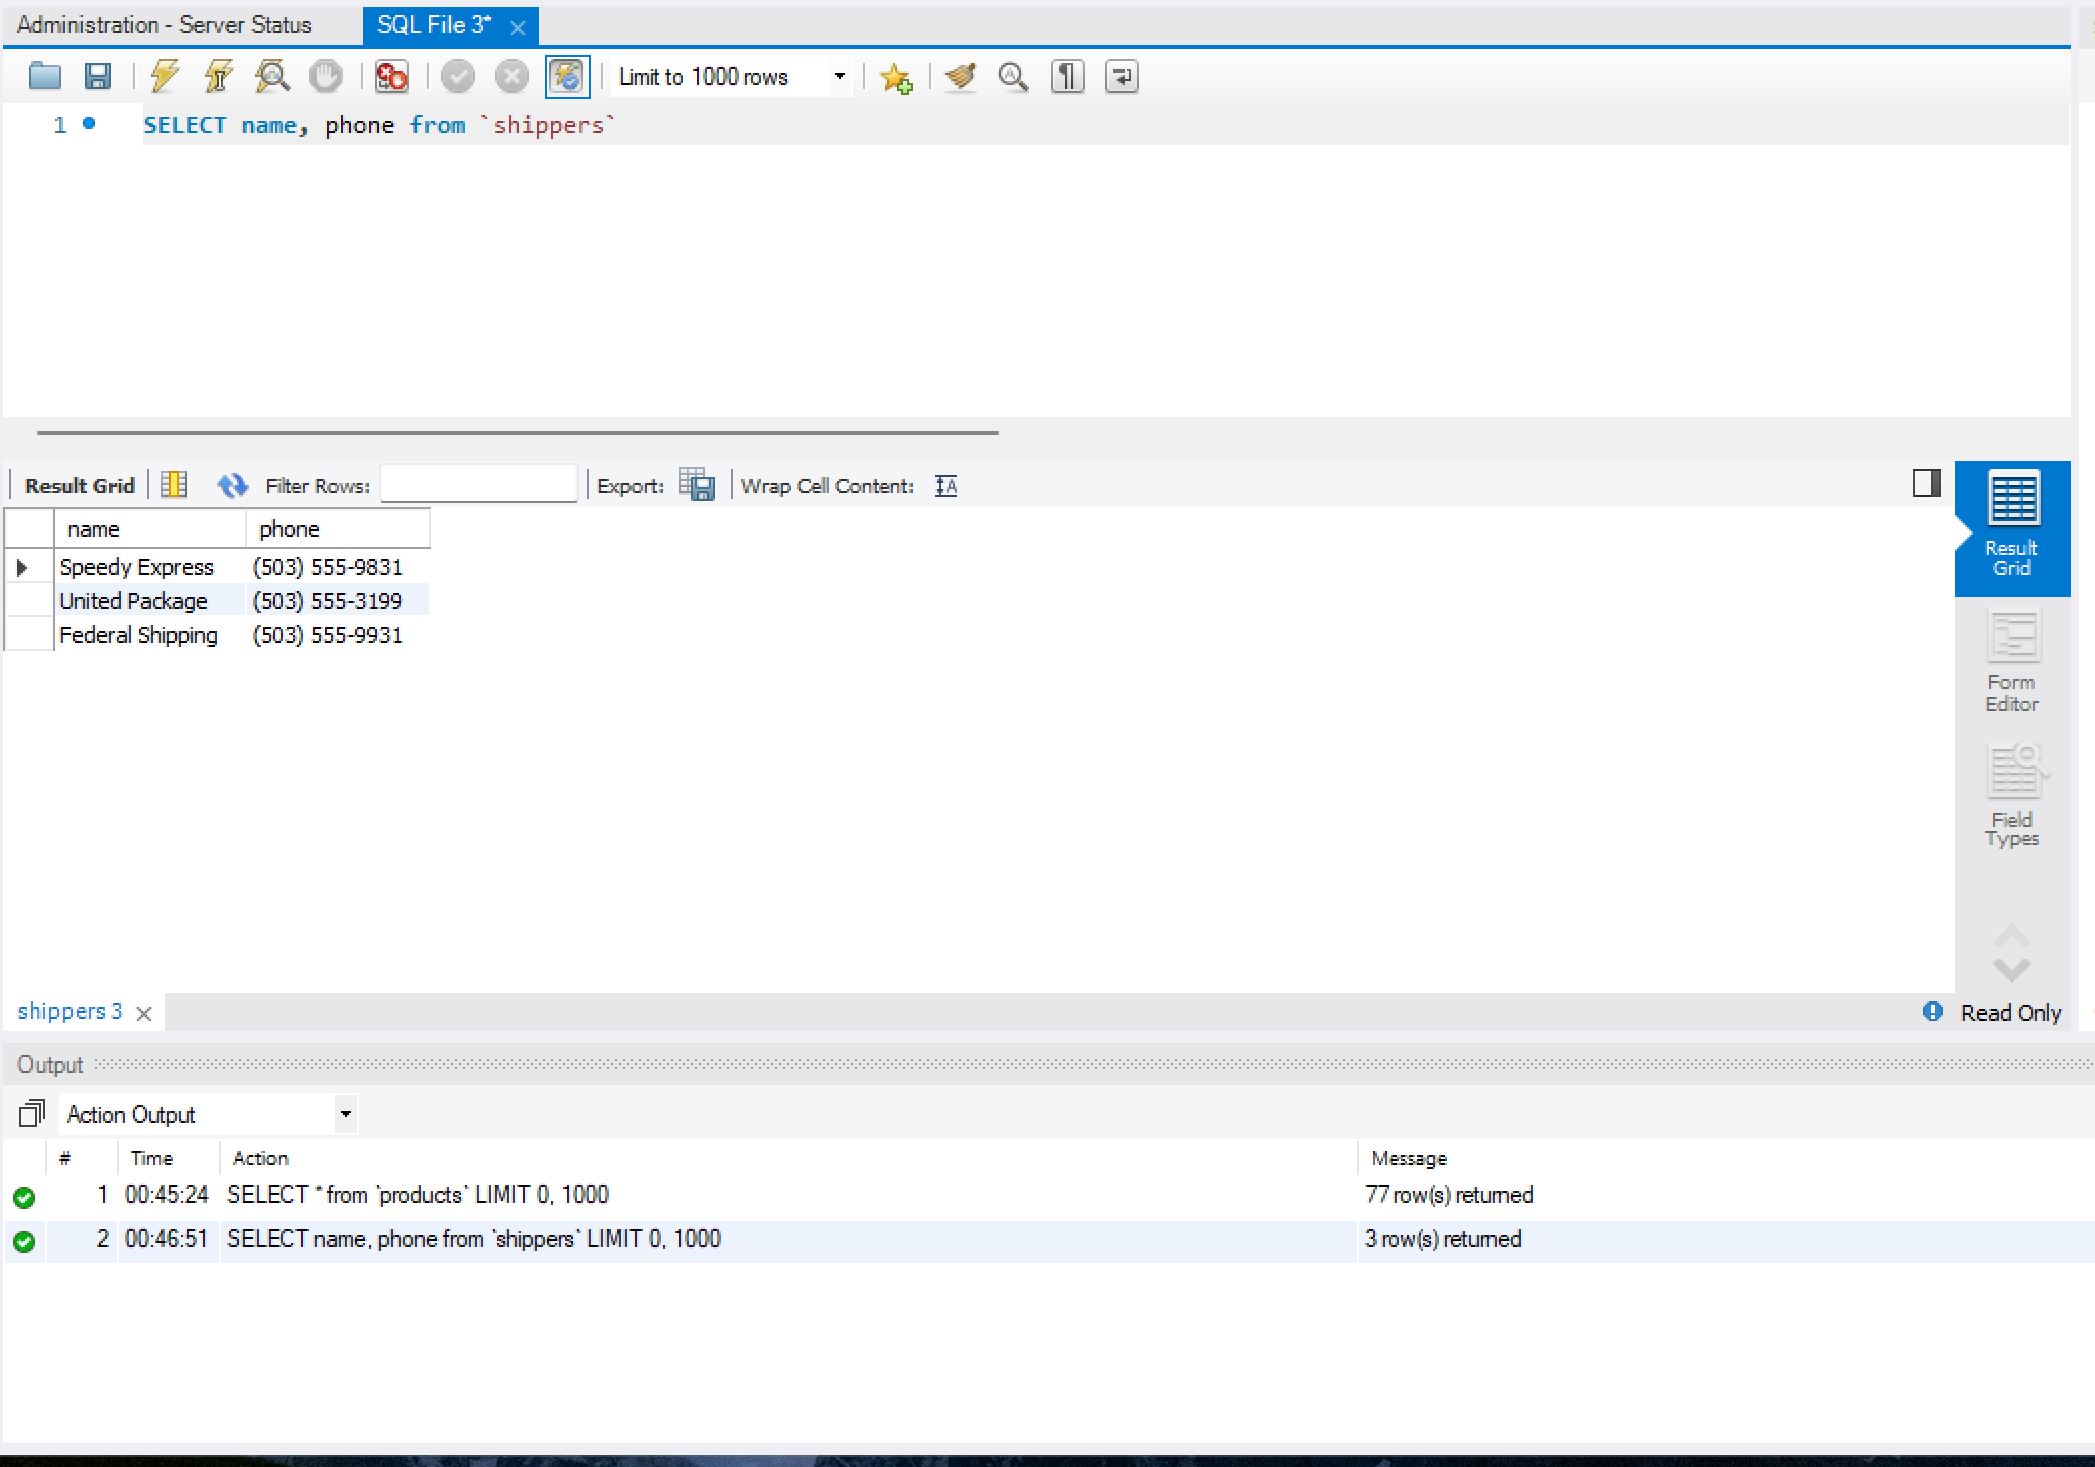 Administration - Server Status SQL File 3*
Limit to 1000 rows
1 SELECT name, phone from `shippers`
Result Grid Filter Rows: Export: Wrap Cell Content:
name phone
Speedy Express (503) 555-9831
United Package (503) 555-3199
Federal Shipping (503) 555-9931
Result
Grid
Form
Editor
Field
Types
shippers 3 Read Only
Output
Action Output
# Time Action Message
1 00:45:24 SELECT * from `products` LIMIT 0, 1000 77 row(s) returned
2 00:46:51 SELECT name, phone from `shippers` LIMIT 0, 1000 3 row(s) returned